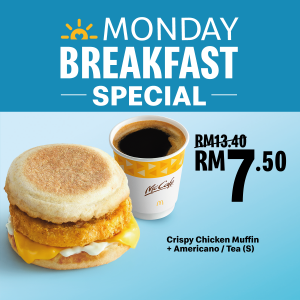 MONDAY
BREAKFAST
SPECIAL
RM13.40
RM7.50
McCafé
Crispy Chicken Muffin
+ Americano / Tea (S)